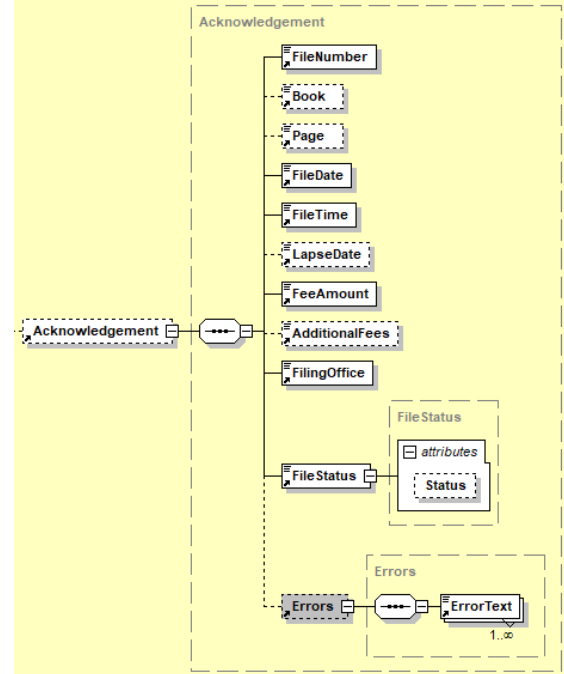 Acknowledgement
FileNumber
Book
Page
FileDate
FileTime
LapseDate
Acknowledgement
FeeAmount
AdditionalFees
FilingOffice
FileStatus
attributes
FileStatus
Status
Errors
Errors
ErrorText
1..∞